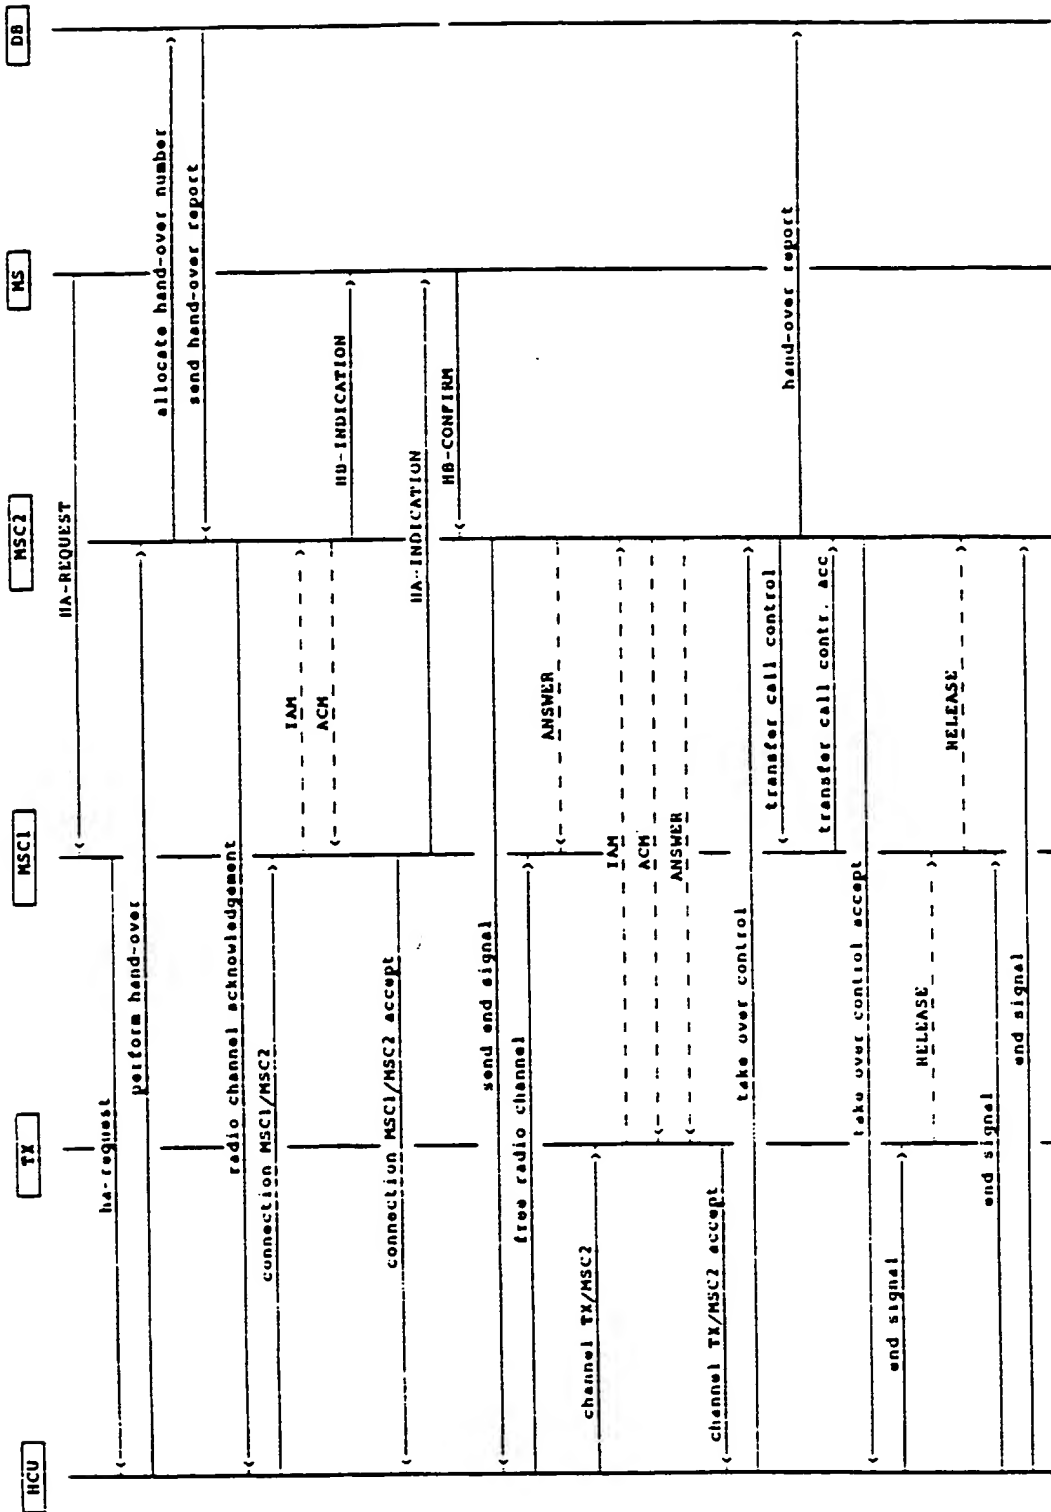 HCU
TX
MSC1
MSC2
MS
DB
HA-REQUEST
ha-request
perform hand-over
allocate hand-over number
send hand-over report
radio channel acknowledgement
connection MSC1/MSC2
IAM
ACM
HB-INDICATION
connection MSC1/MSC2 accept
HA-INDICATION
HB-CONFIRM
send end signal
free radio channel
ANSWER
channel TX/MSC2
IAM
ACM
ANSWER
channel TX/MSC2 accept
take over control
transfer call control
hand-over report
transfer call contr. acc
take over control accept
end signal
RELEASE
RELEASE
end signal
end signal